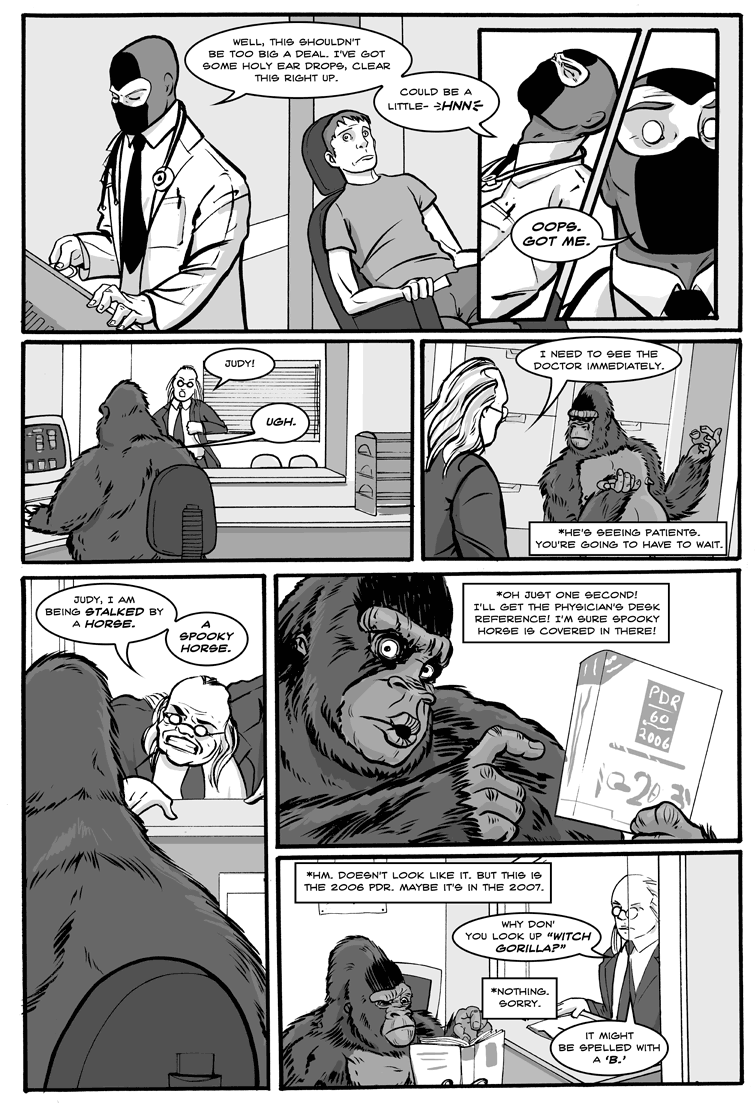 WELL, THIS SHOULDN'T
BE TOO BIG A DEAL. I'VE GOT
SOME HOLY EAR DROPS, CLEAR
THIS RIGHT UP.
COULD BE A
LITTLE- HNN
OOPS.
GOT ME.
JUDY!
UGH.
I NEED TO SEE THE
DOCTOR IMMEDIATELY.
*HE'S SEEING PATIENTS.
YOU'RE GOING TO HAVE TO WAIT.
JUDY, I AM
BEING STALKED BY
A HORSE.
A
SPOOKY
HORSE.
*OH JUST ONE SECOND!
I'LL GET THE PHYSICIAN'S DESK
REFERENCE! I'M SURE SPOOKY
HORSE IS COVERED IN THERE!
PDR
60
2006
*HM. DOESN'T LOOK LIKE IT. BUT THIS IS
THE 2006 PDR. MAYBE IT'S IN THE 2007.
WHY DON'
YOU LOOK UP "WITCH
GORILLA?"
*NOTHING.
SORRY.
IT MIGHT
BE SPELLED WITH
A 'B.'